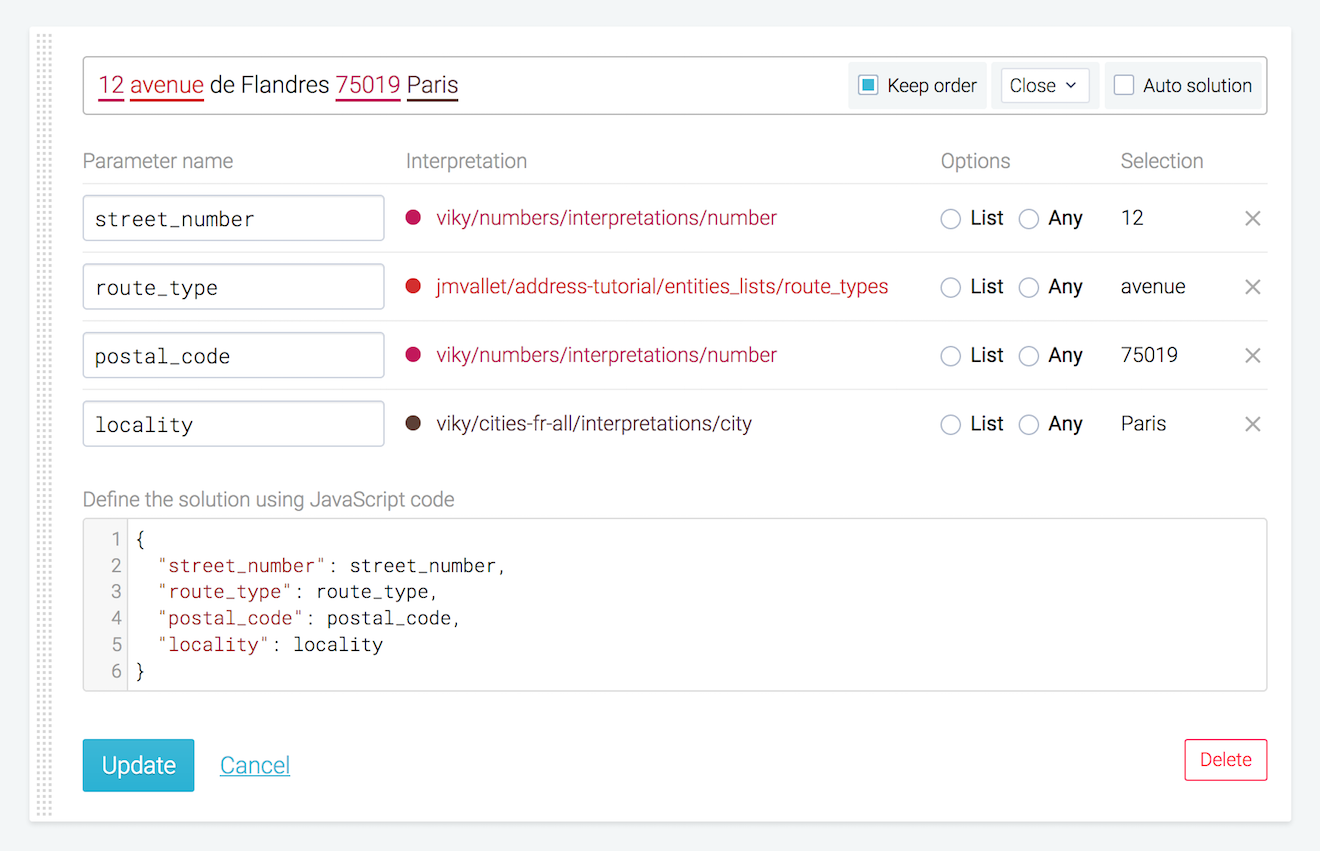 12 avenue de Flandres 75019 Paris Keep order Close Auto solution
Parameter name Interpretation Options Selection
street_number viky/numbers/interpretations/number List Any 12
route_type jmvallet/address-tutorial/entities_lists/route_types List Any avenue
postal_code viky/numbers/interpretations/number List Any 75019
locality viky/cities-fr-all/interpretations/city List Any Paris
Define the solution using JavaScript code
1 {
2 "street_number": street_number,
3 "route_type": route_type,
4 "postal_code": postal_code,
5 "locality": locality
6 }
Update Cancel Delete